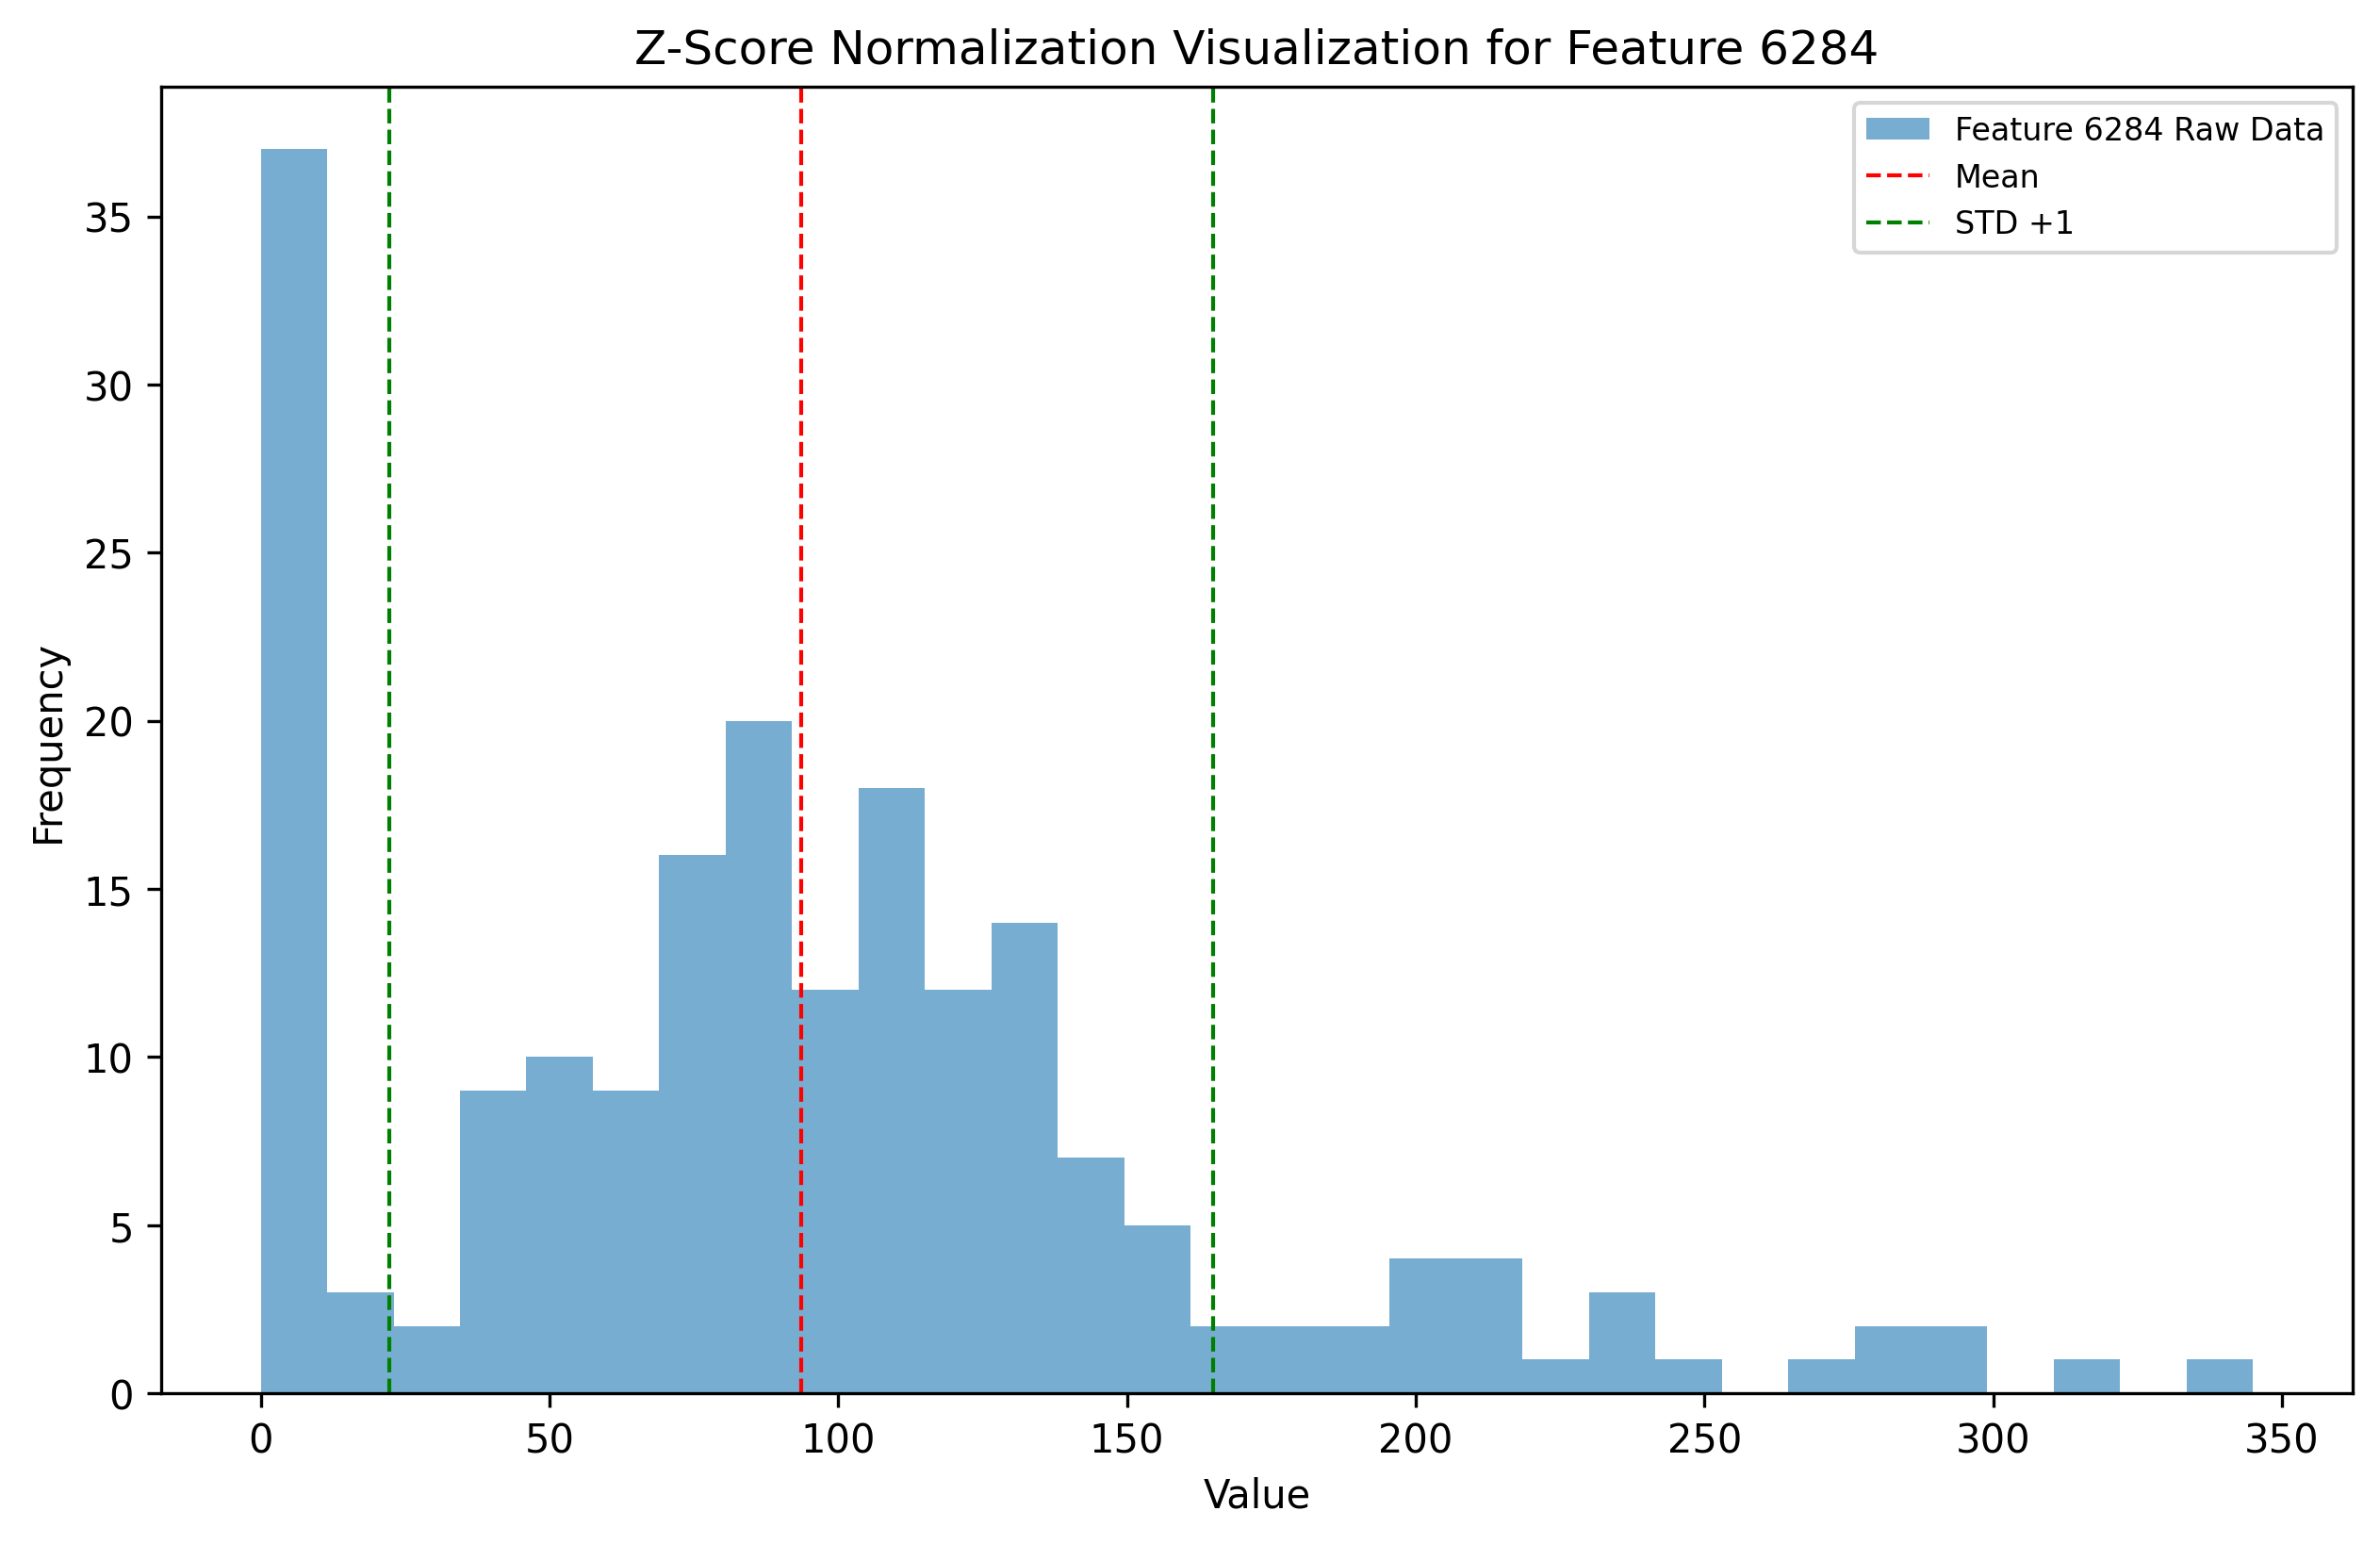 Z-Score Normalization Visualization for Feature 6284
Feature 6284 Raw Data
Mean
STD +1
Frequency
35
30
25
20
15
10
5
0
0 50 100 150 200 250 300 350
Value